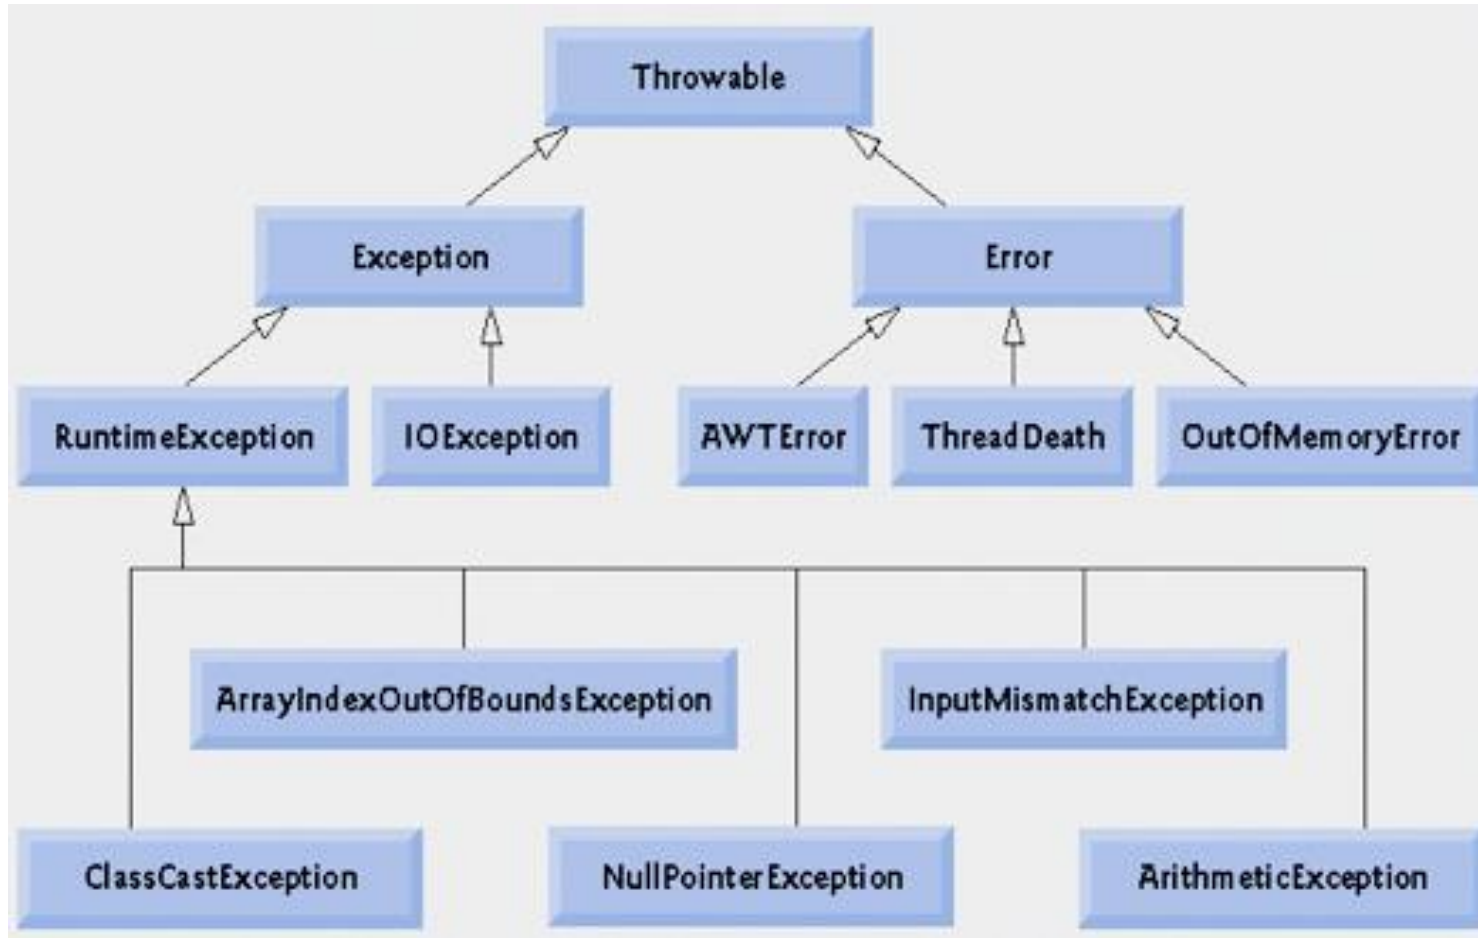 Throwable
Exception
Error
RuntimeException
IOException
AWTError
ThreadDeath
OutOfMemoryError
ArrayIndexOutOfBoundsException
InputMismatchException
ClassCastException
NullPointerException
ArithmeticException